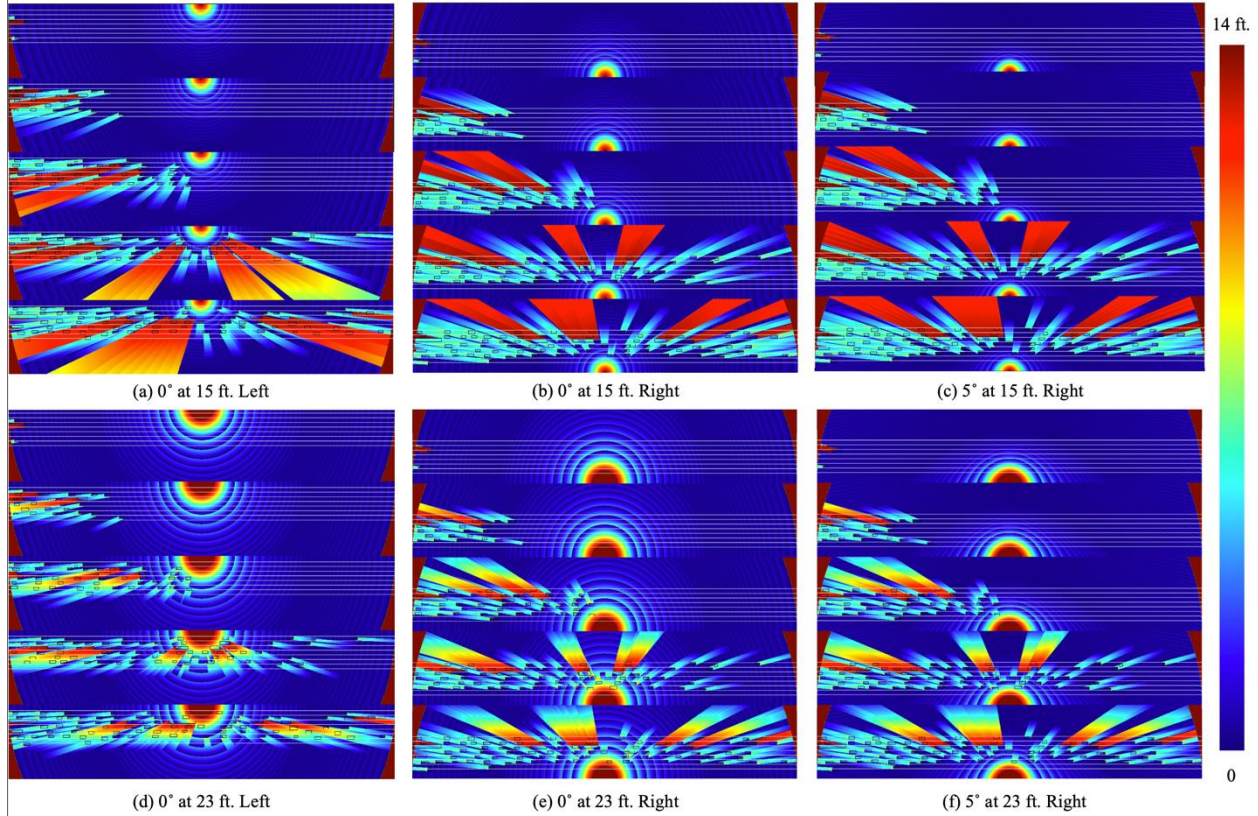 14 ft.
(a) 0˚ at 15 ft. Left
(b) 0˚ at 15 ft. Right
(c) 5˚ at 15 ft. Right
(d) 0˚ at 23 ft. Left
(e) 0˚ at 23 ft. Right
(f) 5˚ at 23 ft. Right
0